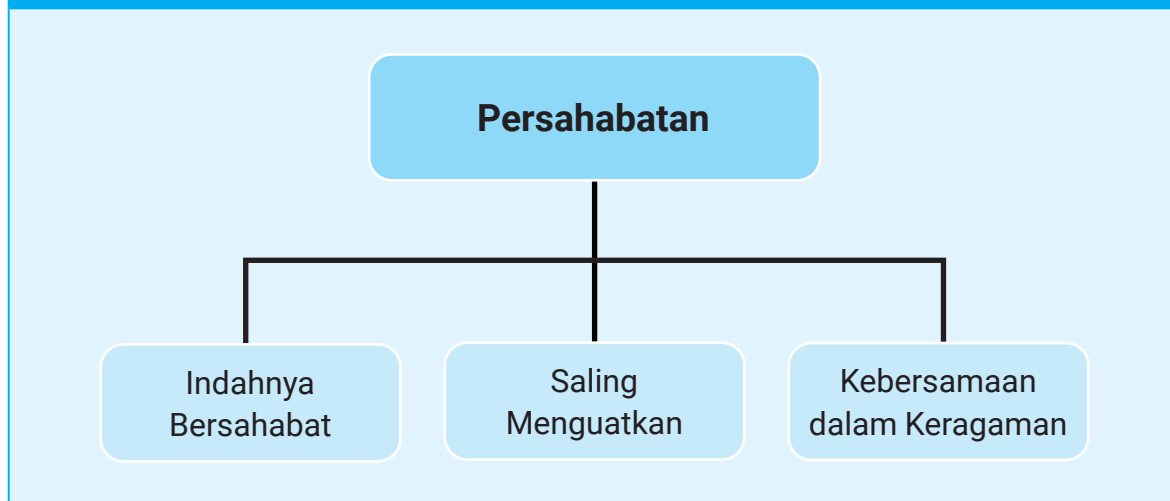 Persahabatan
Indahnya
Bersahabat
Saling
Menguatkan
Kebersamaan
dalam Keragaman